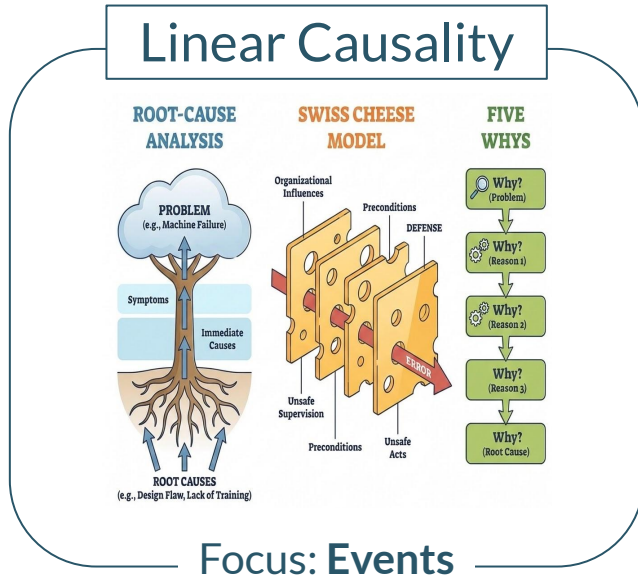 Linear Causality
ROOT-CAUSE
ANALYSIS
PROBLEM
(e.g., Machine Failure)
Symptoms
Immediate
Causes
ROOT CAUSES
(e.g., Design Flaw, Lack of Training)
SWISS CHEESE
MODEL
Organizational
Influences
Preconditions
DEFENSE
ERROR
Unsafe
Supervision
Preconditions
Unsafe
Acts
FIVE
WHYS
Why?
(Problem)
Why?
(Reason 1)
Why?
(Reason 2)
Why?
(Reason 3)
Why?
(Root Cause)
Focus: Events